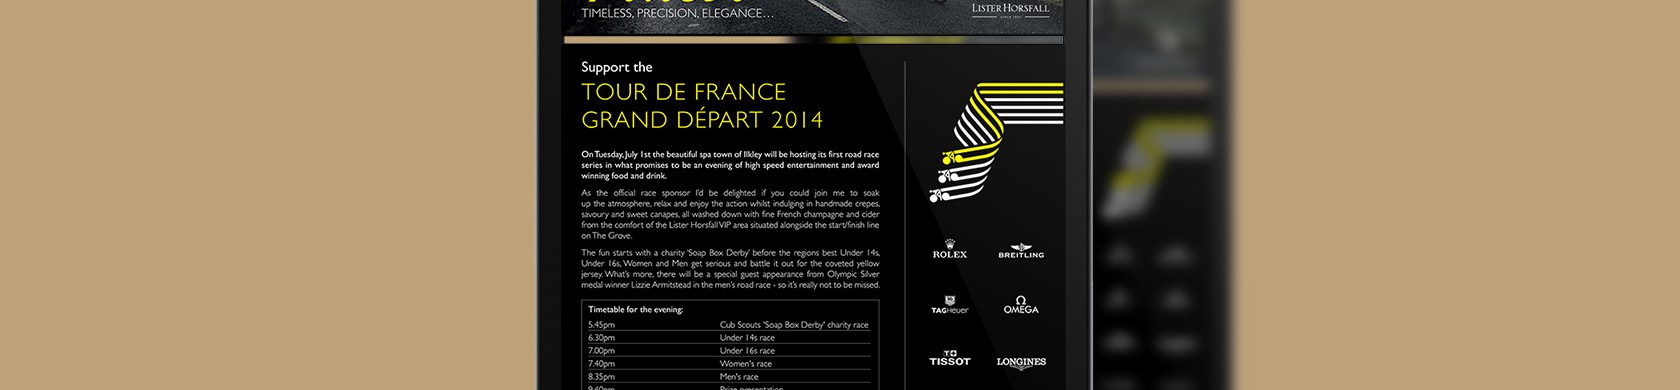 TIMELESS, PRECISION, ELEGANCE...
LISTER HORSFALL
Support the
TOUR DE FRANCE
GRAND DÉPART 2014
On Tuesday, July 1st the beautiful spa town of Ilkley will be hosting its first road race
series in what promises to be an evening of high speed entertainment and award
winning food and drink.
As the official race sponsor I'd be delighted if you could join me to soak
up the atmosphere, relax and enjoy the action whilst indulging in handmade crepes,
savoury and sweet canapes, all washed down with fine French champagne and cider
from the comfort of the Lister Horsfall VIP area situated alongside the start/finish line
on The Grove.
The fun starts with a charity 'Soap Box Derby' before the regions best Under 14s,
Under 16s, Women and Men get serious and battle it out for the coveted yellow
jersey. What's more, there will be a special guest appearance from Olympic Silver
medal winner Lizzie Armitstead in the men's road race - so it's really not to be missed.
Timetable for the evening:
5.45pm Cub Scouts 'Soap Box Derby' charity race
6.30pm Under 14s race
7.00pm Under 16s race
7.40pm Women's race
8.35pm Men's race
9.40pm Prize presentation
ROLEX
BREITLING
TAGHeuer
OMEGA
TISSOT
LONGINES